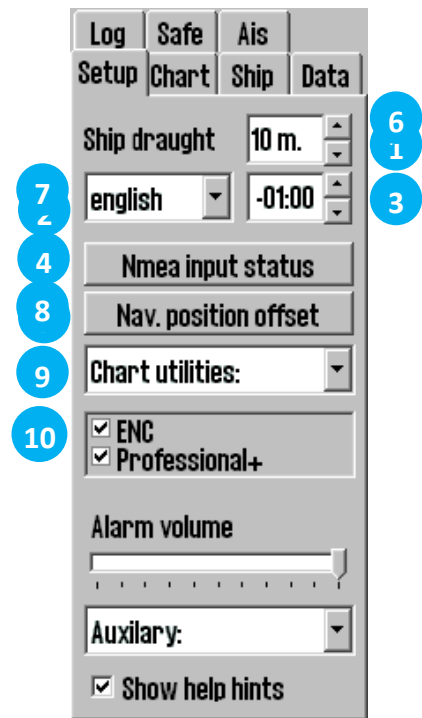 Log Safe Ais
Setup Chart Ship Data
6
Ship draught 10 m.
1
7
english -01:00
3
2
4
Nmea input status
8
Nav. position offset
9
Chart utilities:
10
ENC
Professional+
Alarm volume
Auxilary:
Show help hints